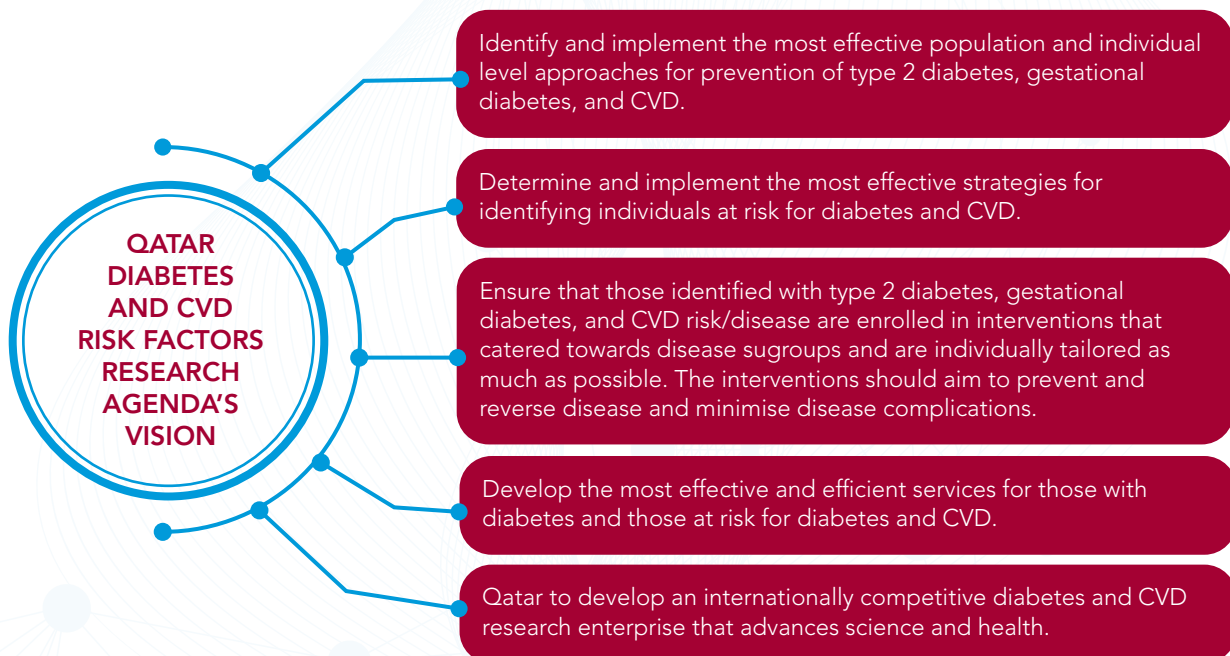 QATAR
DIABETES
AND CVD
RISK FACTORS
RESEARCH
AGENDA'S
VISION
Identify and implement the most effective population and individual
level approaches for prevention of type 2 diabetes, gestational
diabetes, and CVD.
Determine and implement the most effective strategies for
identifying individuals at risk for diabetes and CVD.
Ensure that those identified with type 2 diabetes, gestational
diabetes, and CVD risk/disease are enrolled in interventions that
catered towards disease sugroups and are individually tailored as
much as possible. The interventions should aim to prevent and
reverse disease and minimise disease complications.
Develop the most effective and efficient services for those with
diabetes and those at risk for diabetes and CVD.
Qatar to develop an internationally competitive diabetes and CVD
research enterprise that advances science and health.